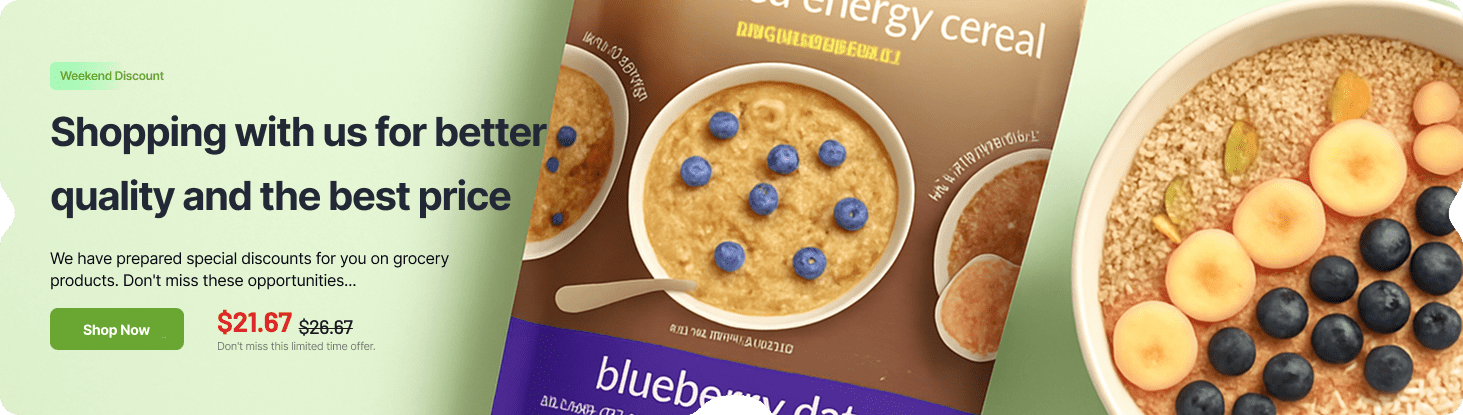 Weekend Discount
Shopping with us for better
quality and the best price
We have prepared special discounts for you on grocery
products. Don't miss these opportunities...
Shop Now
$21.67 $26.67
Don't miss this limited time offer.
energy cereal
blueberry